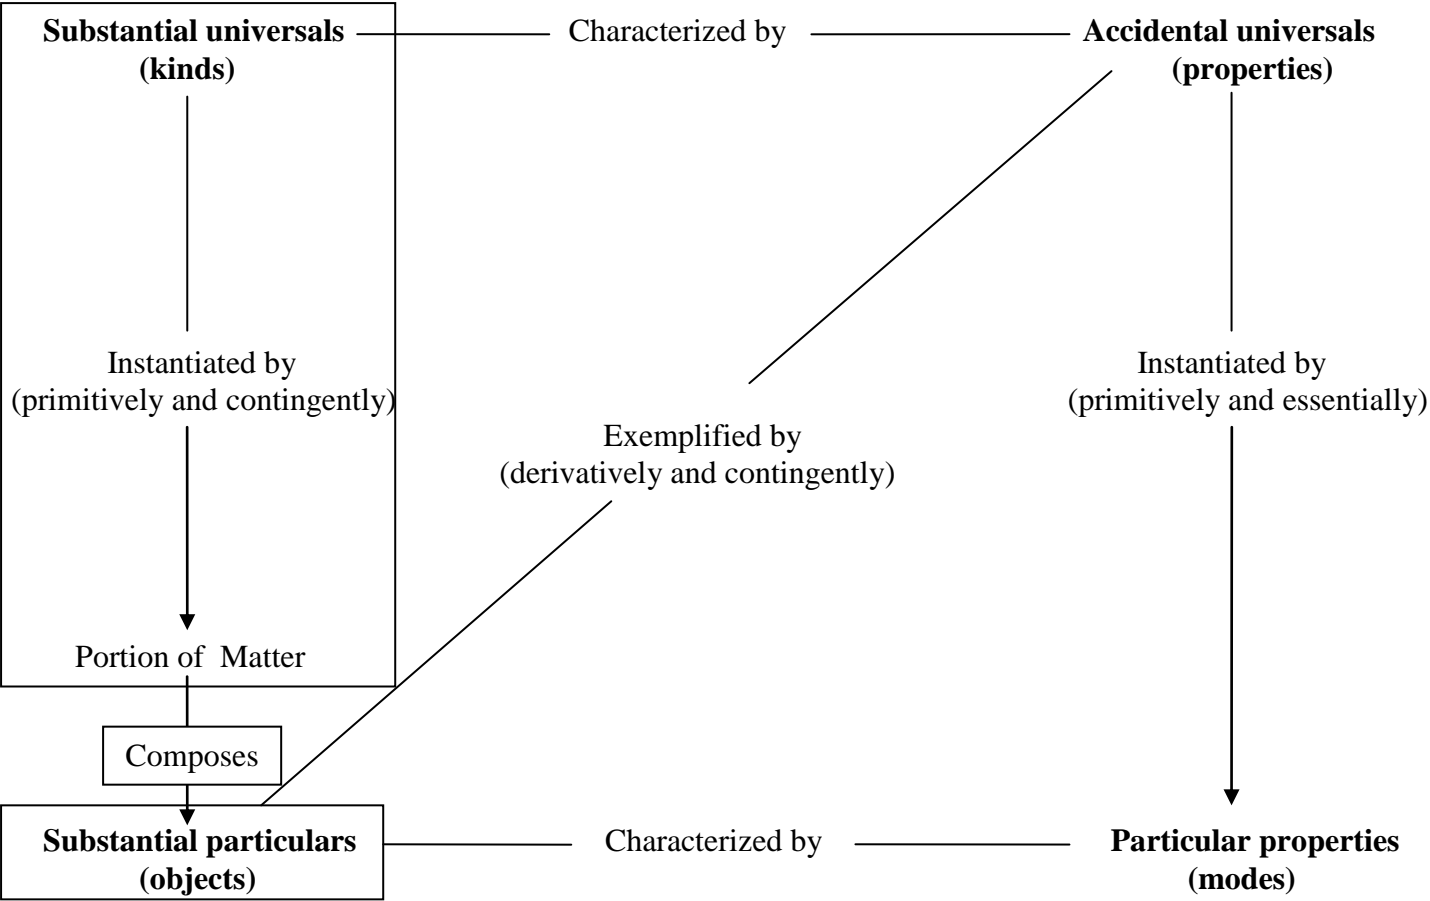 Substantial universals
(kinds)
Characterized by
Accidental universals
(properties)
Instantiated by
(primitively and contingently)
Instantiated by
(primitively and essentially)
Exemplified by
(derivatively and contingently)
Portion of Matter
Composes
Substantial particulars
(objects)
Characterized by
Particular properties
(modes)